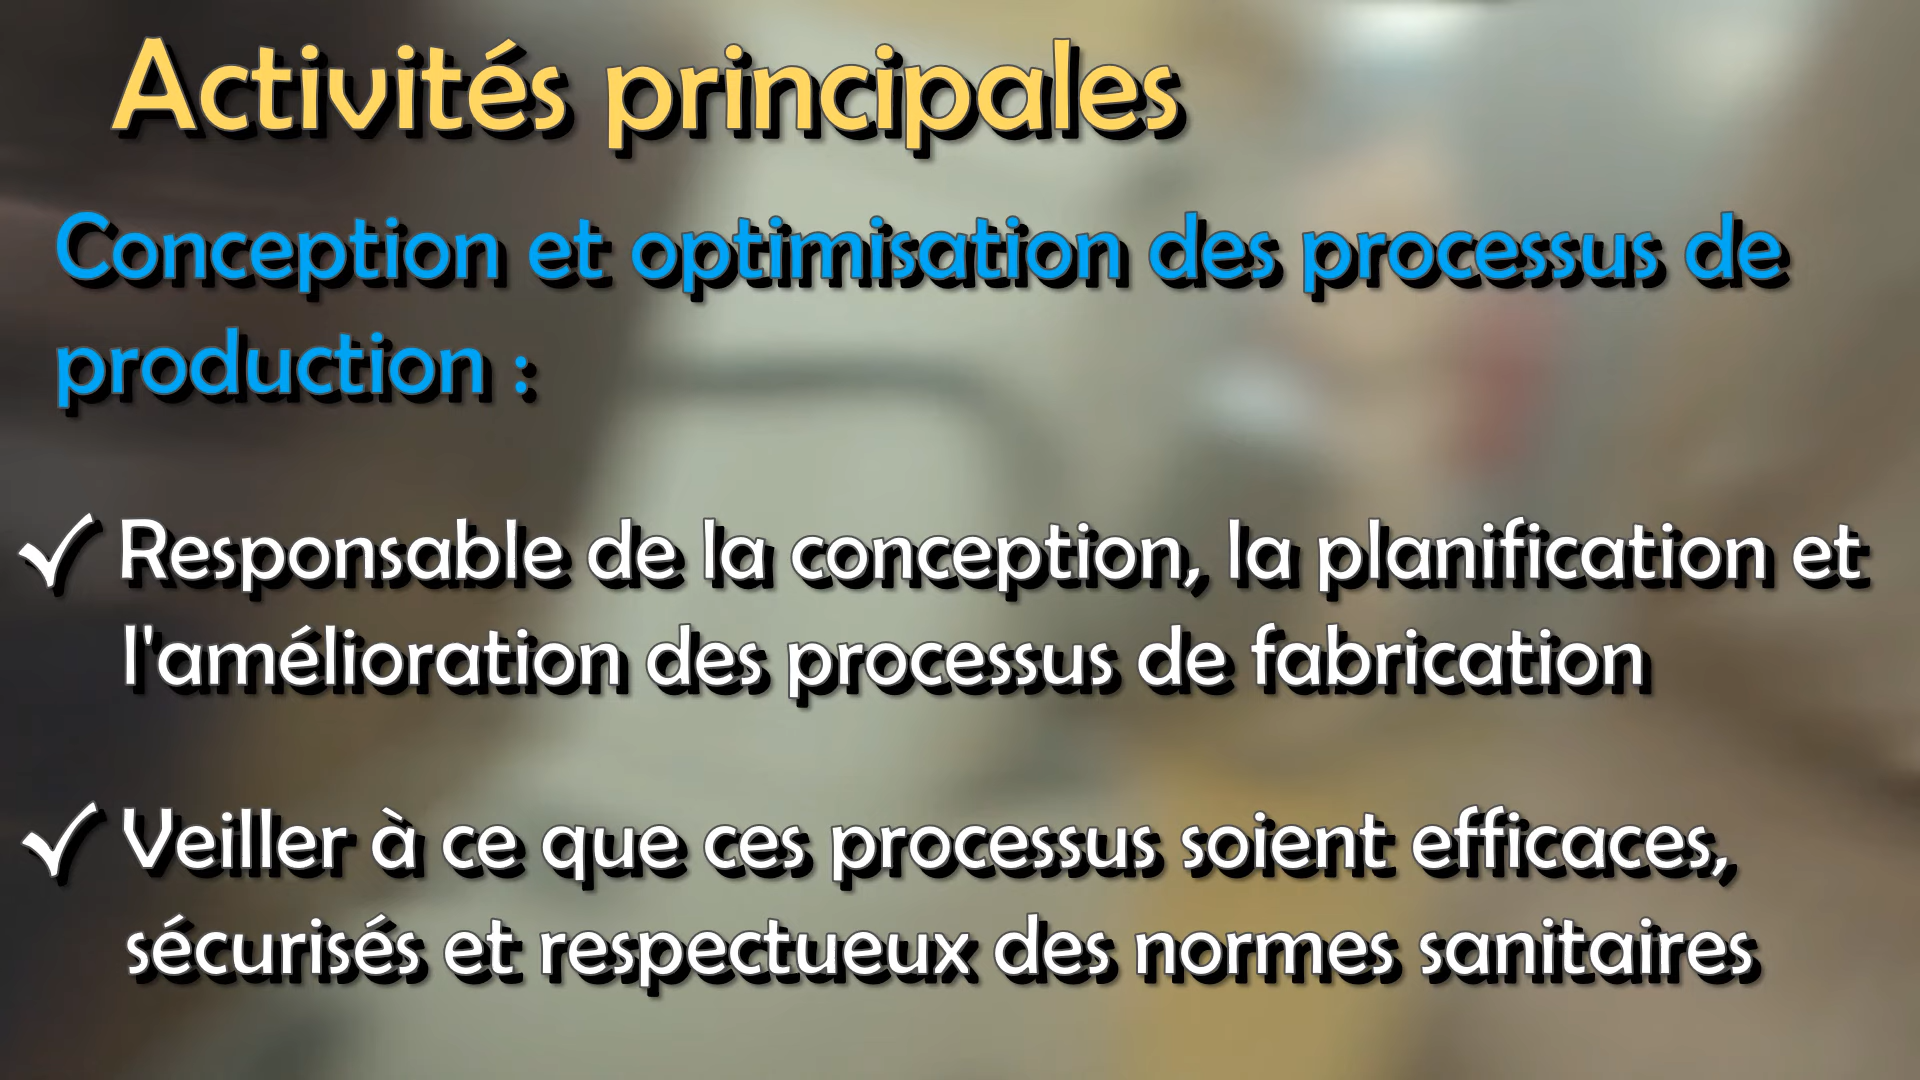 Activités principales
Conception et optimisation des processus de
production :
✓ Responsable de la conception, la planification et
l'amélioration des processus de fabrication
✓ Veiller à ce que ces processus soient efficaces,
sécurisés et respectueux des normes sanitaires